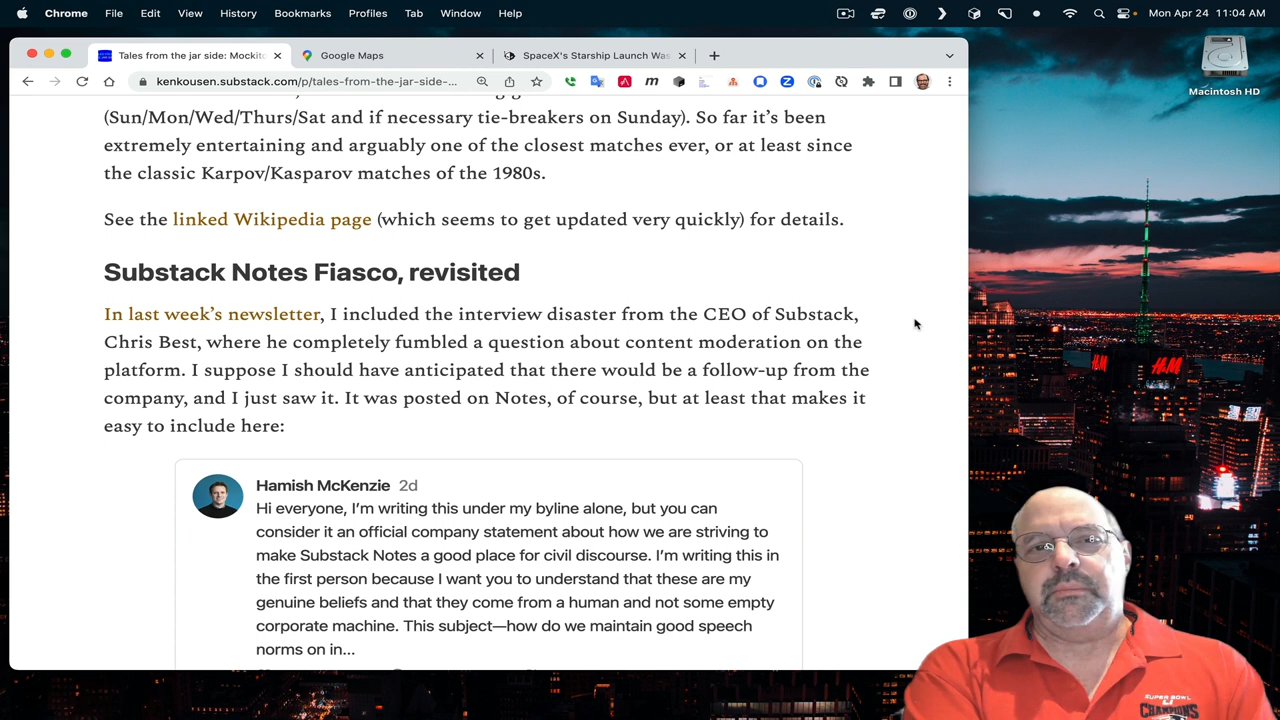 Chrome File Edit View History Bookmarks Profiles Tab Window Help Mon Apr 24 11:04 AM
Tales from the jar side: Mockito Google Maps SpaceX's Starship Launch Was
kenkousen.substack.com/p/tales-from-the-jar-side-...
Macintosh HD
(Sun/Mon/Wed/Thurs/Sat and if necessary tie-breakers on Sunday). So far it's been
extremely entertaining and arguably one of the closest matches ever, or at least since
the classic Karpov/Kasparov matches of the 1980s.
See the linked Wikipedia page (which seems to get updated very quickly) for details.
Substack Notes Fiasco, revisited
In last week's newsletter, I included the interview disaster from the CEO of Substack,
Chris Best, where he completely fumbled a question about content moderation on the
platform. I suppose I should have anticipated that there would be a follow-up from the
company, and I just saw it. It was posted on Notes, of course, but at least that makes it
easy to include here:
Hamish McKenzie 2d
Hi everyone, I'm writing this under my byline alone, but you can
consider it an official company statement about how we are striving to
make Substack Notes a good place for civil discourse. I'm writing this in
the first person because I want you to understand that these are my
genuine beliefs and that they come from a human and not some empty
corporate machine. This subject—how do we maintain good speech
norms on in...
H&M H&M
SUPER BOWL
CHAMPIONS